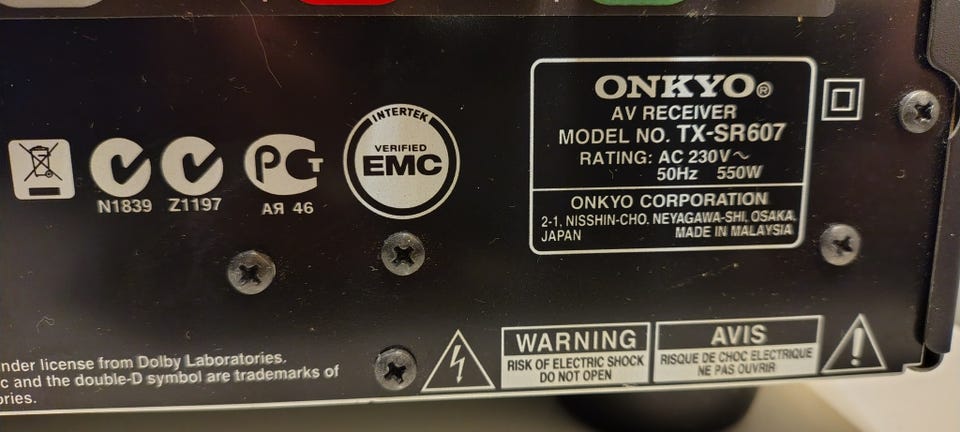 ONKYO®
AV RECEIVER
MODEL NO. TX-SR607
RATING: AC 230V~
50Hz 550W
ONKYO CORPORATION
2-1, NISSHIN-CHO, NEYAGAWA-SHI, OSAKA,
JAPAN MADE IN MALAYSIA
INTERTEK
VERIFIED
EMC
N1839 Z1197
РСт
АЯ 46
WARNING
RISK OF ELECTRIC SHOCK
DO NOT OPEN
AVIS
RISQUE DE CHOC ELECTRIQUE
NE PAS OUVRIR
under license from Dolby Laboratories.
and the double-D symbol are trademarks of